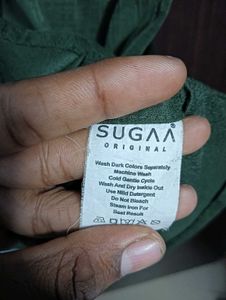 SUGAA
ORIGINAL
Wash Dark Colors Separately
Machine Wash
Cold Gentle Cycle
Wash And Dry Inside Out
Use Mild Detergent
Do Not Bleach
Steam Iron For
Best Result